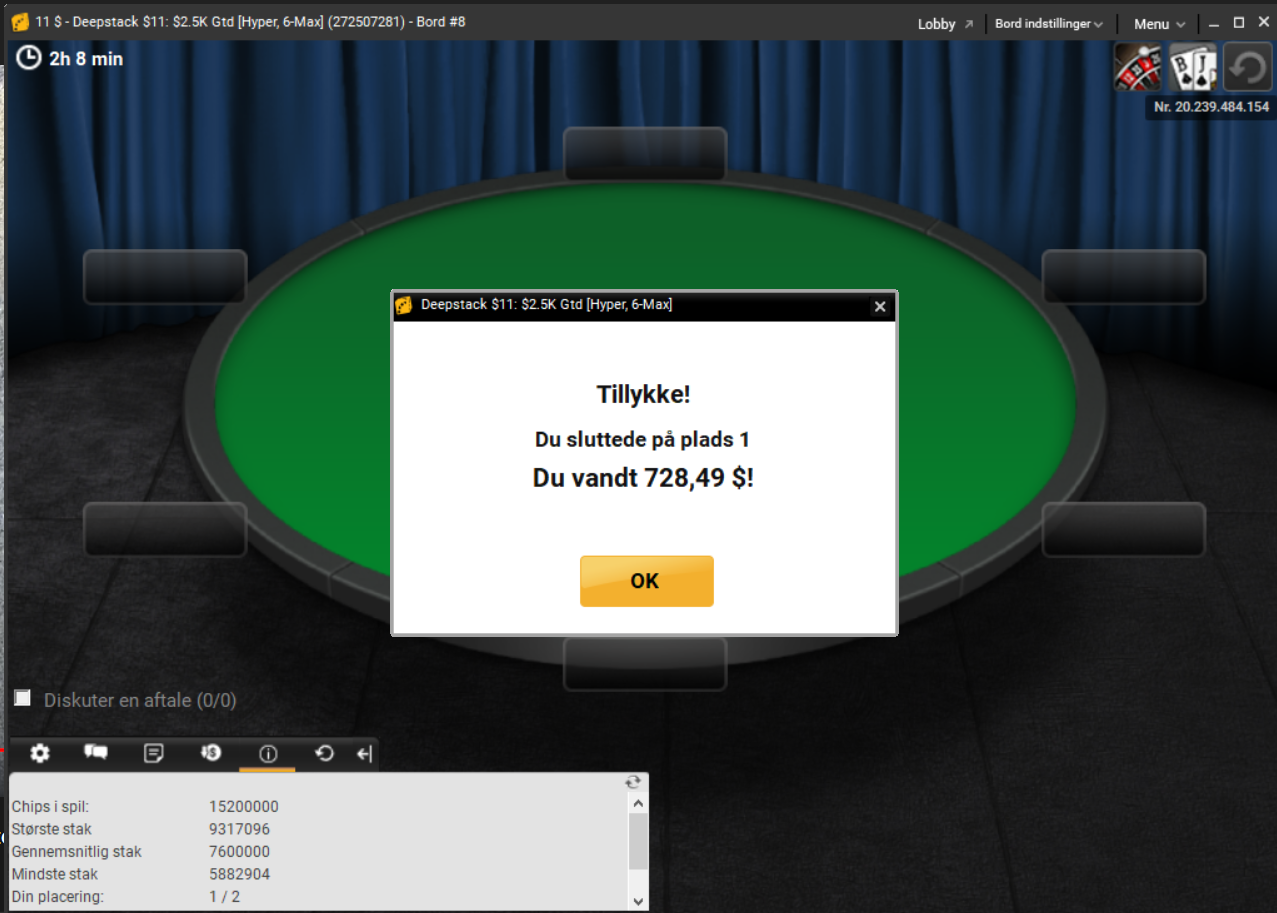 11 $ - Deepstack $11: $2.5K Gtd [Hyper, 6-Max] (272507281) - Bord #8
Lobby
Bord indstillinger
Menu
2h 8 min
B J
Nr. 20.239.484.154
Deepstack $11: $2.5K Gtd [Hyper, 6-Max]
Tillykke!
Du sluttede på plads 1
Du vandt 728,49 $!
OK
Diskuter en aftale (0/0)
Chips i spil: 15200000
Største stak 9317096
Gennemsnitlig stak 7600000
Mindste stak 5882904
Din placering: 1 / 2